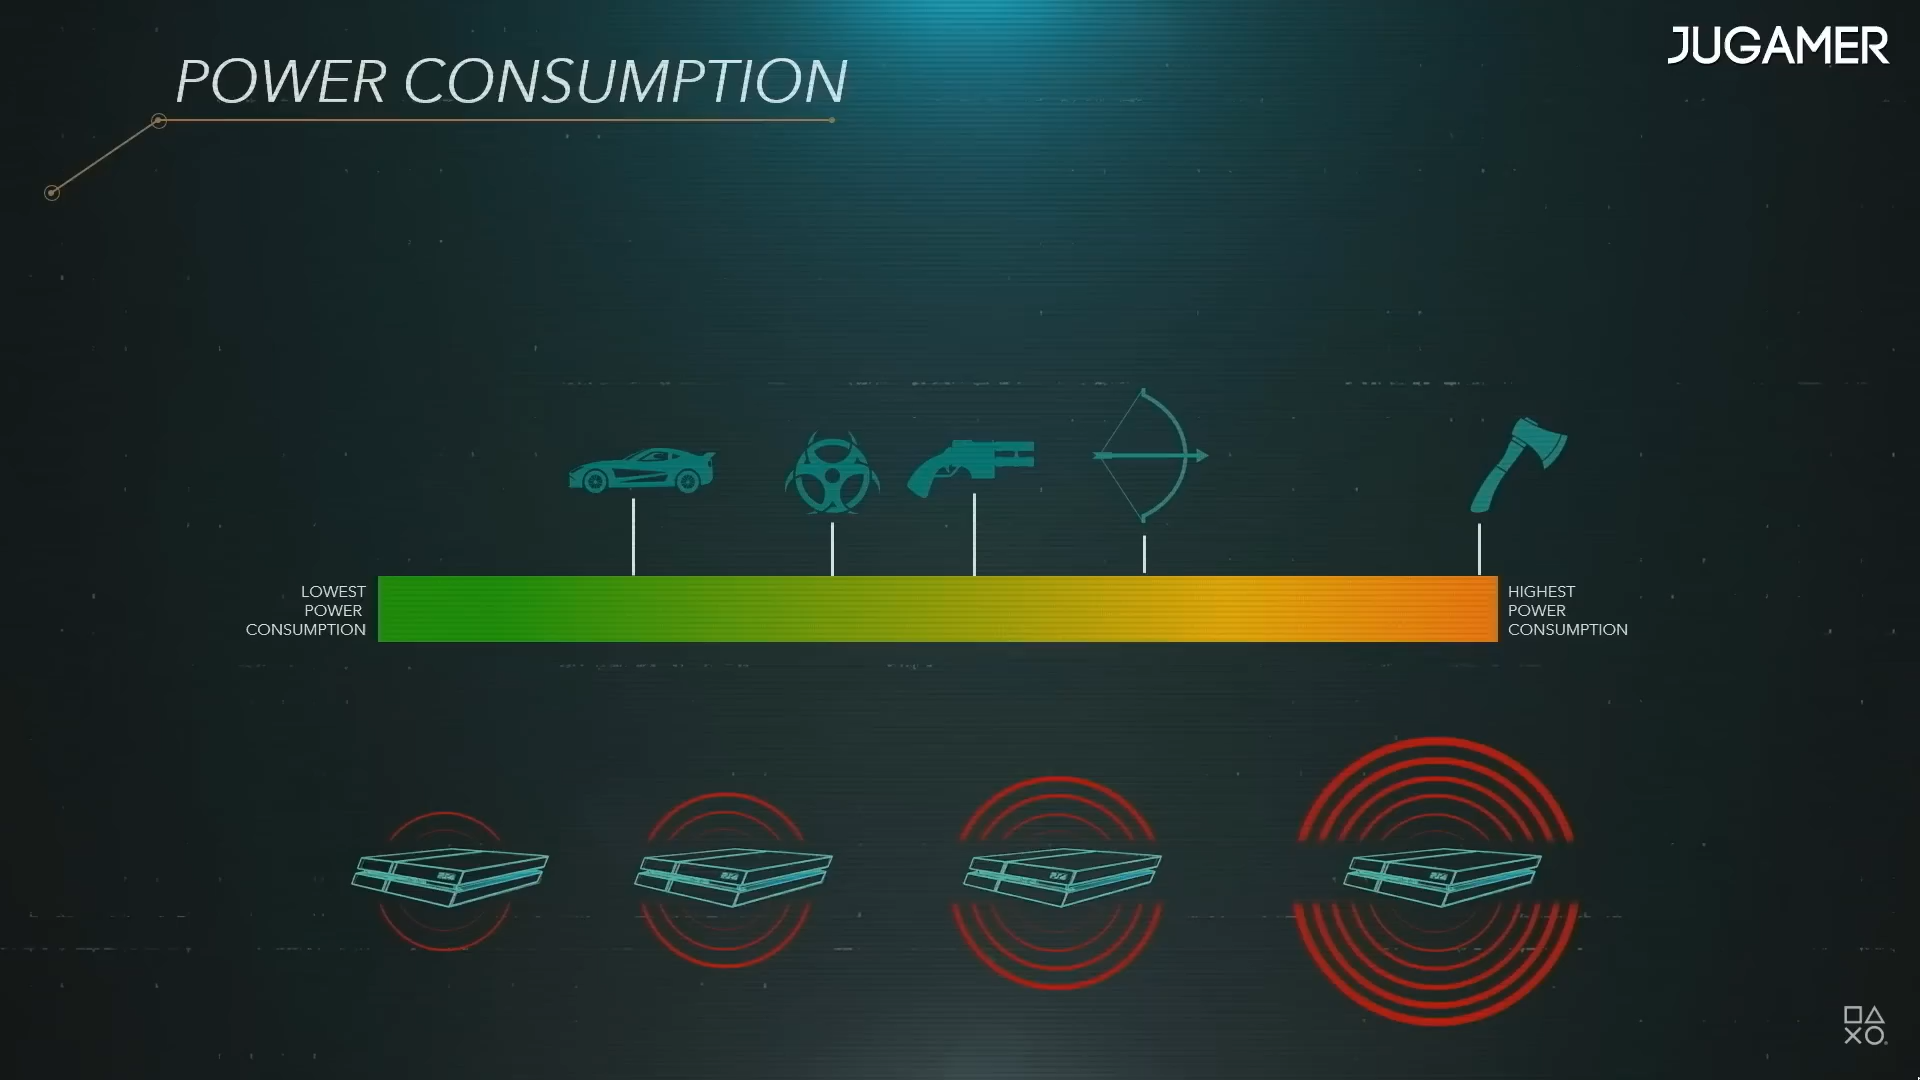 JUGAMER
POWER CONSUMPTION
LOWEST
POWER
CONSUMPTION
HIGHEST
POWER
CONSUMPTION